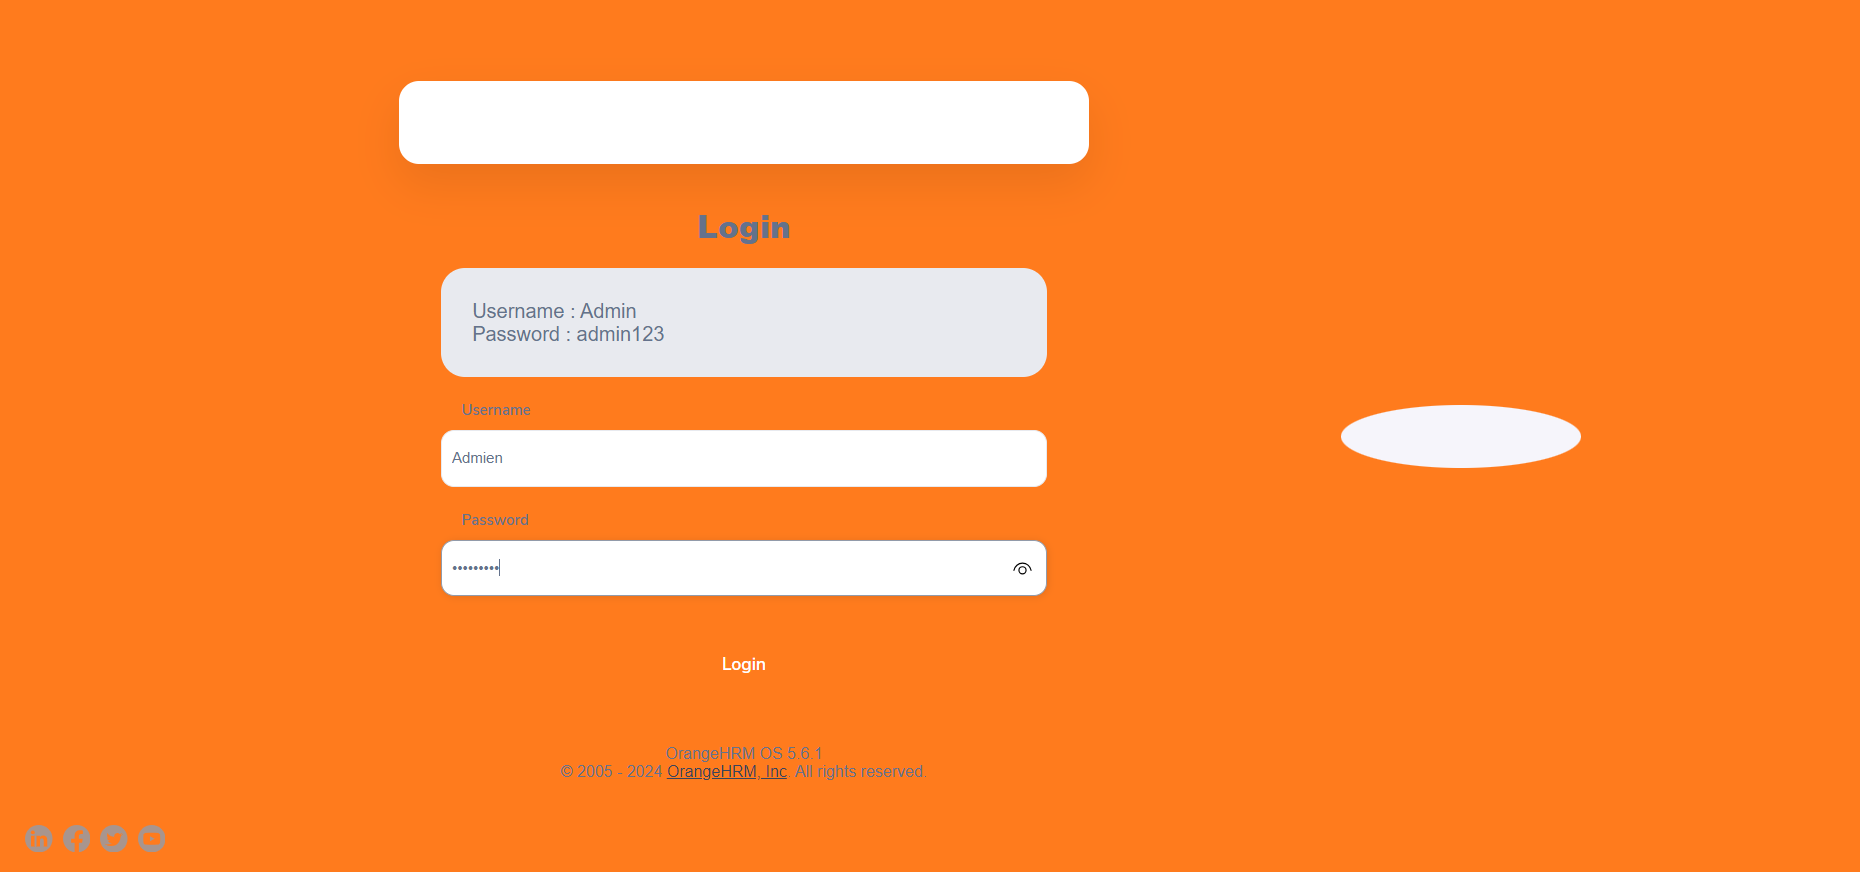 Login
Username : Admin
Password : admin123
Username
Admien
Password
•••••••••
Login
OrangeHRM OS 5.6.1
© 2005 - 2024 OrangeHRM, Inc. All rights reserved.